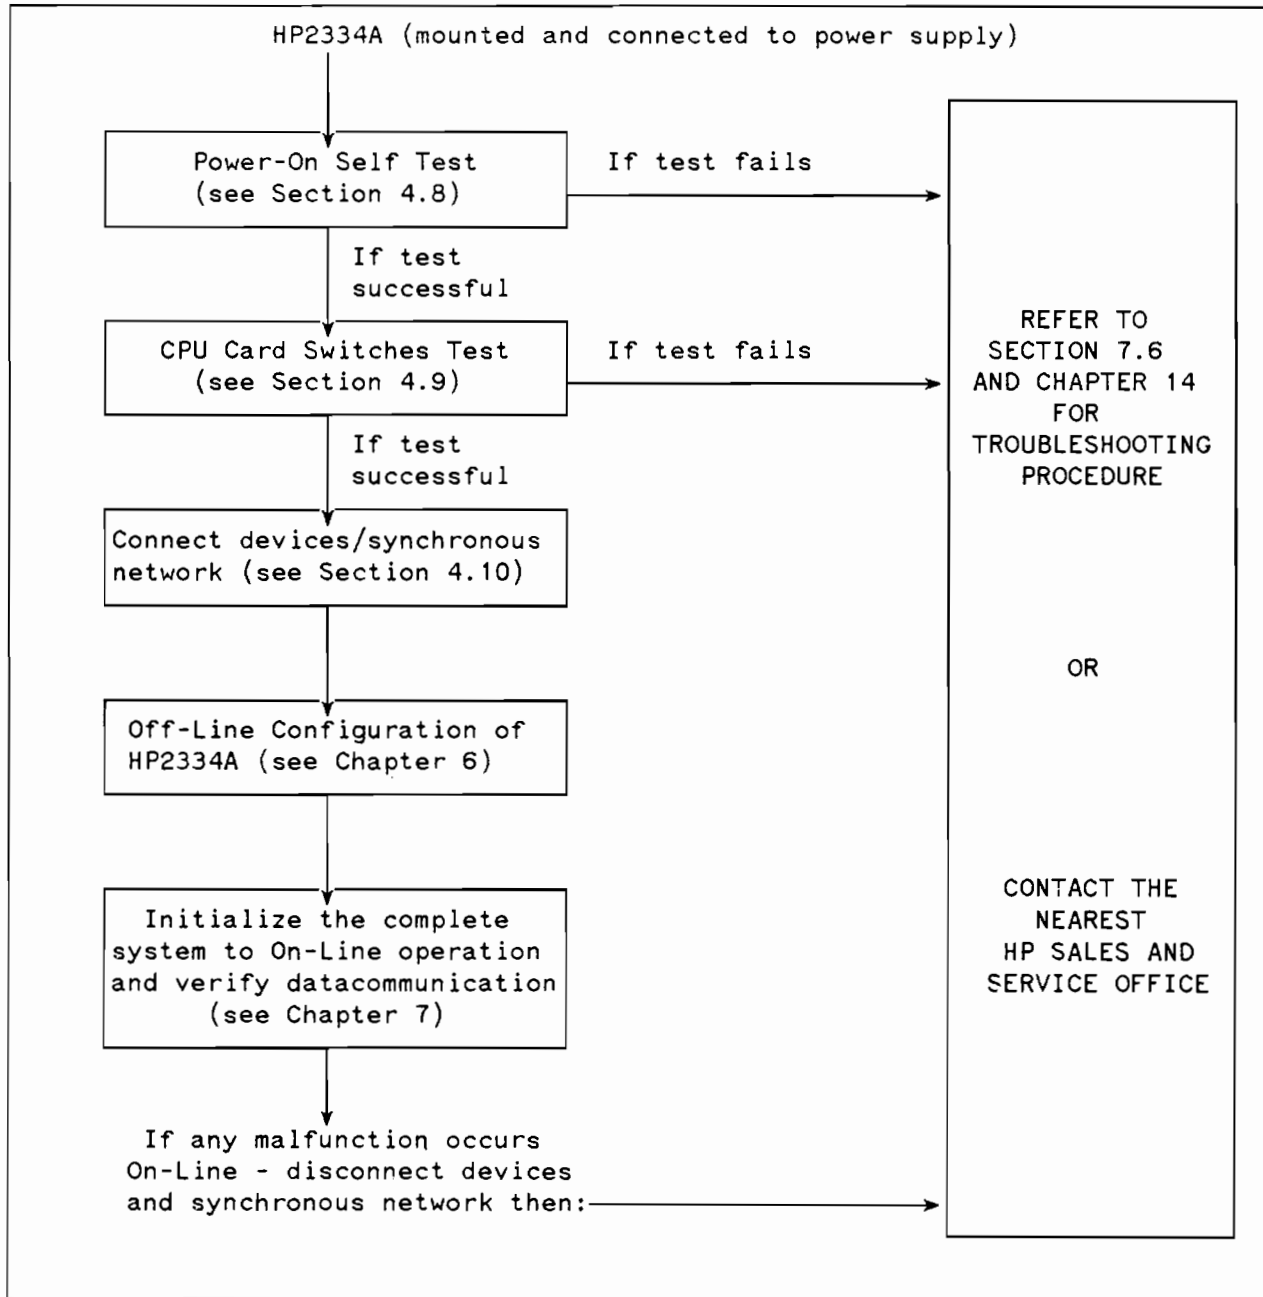 HP2334A (mounted and connected to power supply)
Power-On Self Test
(see Section 4.8)
If test fails
If test
successful
CPU Card Switches Test
(see Section 4.9)
If test fails
If test
successful
Connect devices/synchronous
network (see Section 4.10)
Off-Line Configuration of
HP2334A (see Chapter 6)
Initialize the complete
system to On-Line operation
and verify datacommunication
(see Chapter 7)
If any malfunction occurs
On-Line - disconnect devices
and synchronous network then:
REFER TO
SECTION 7.6
AND CHAPTER 14
FOR
TROUBLESHOOTING
PROCEDURE
OR
CONTACT THE
NEAREST
HP SALES AND
SERVICE OFFICE